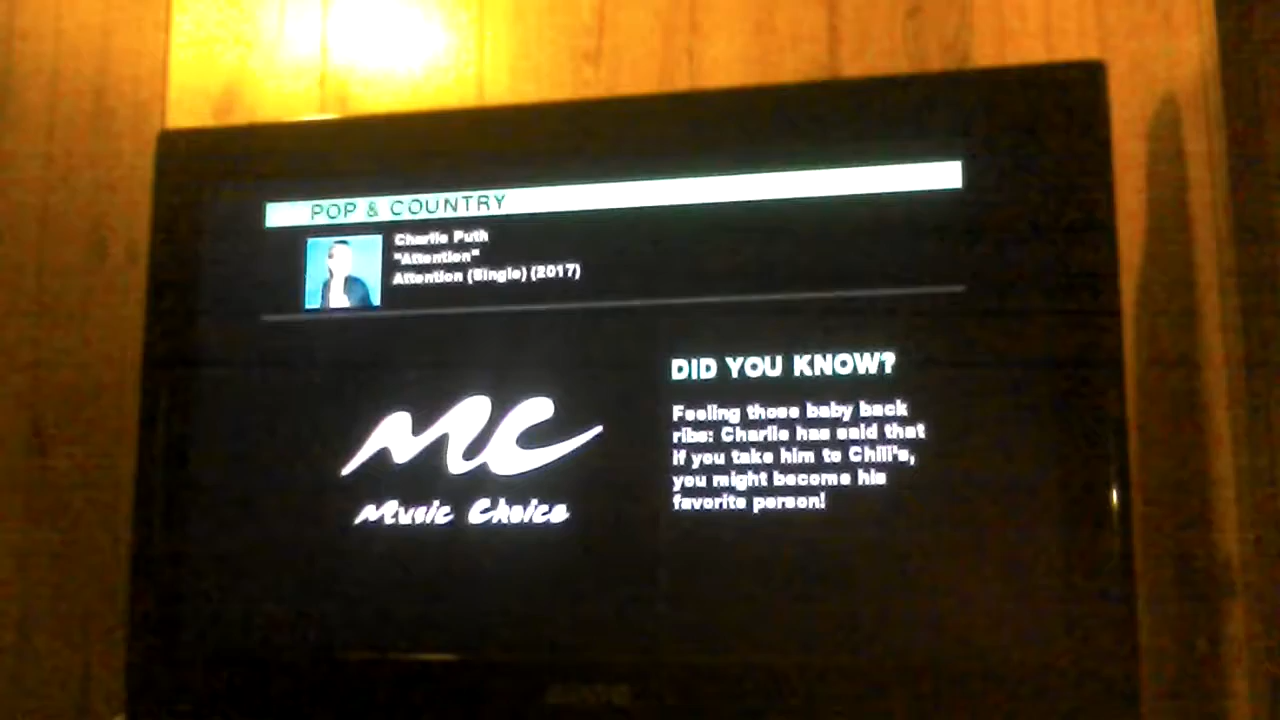 POP & COUNTRY
Charlie Puth
"Attention"
Attention (Single) (2017)
DID YOU KNOW?
Feeling those baby back
ribs: Charlie has said that
if you take him to Chili's,
you might become his
favorite person!
MC
Music Choice